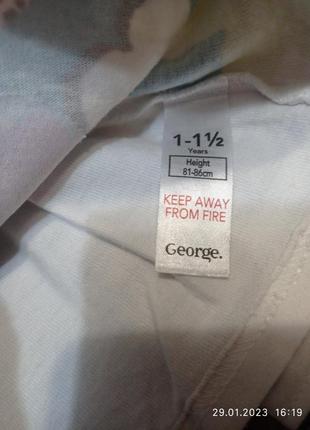 1-1½
Years
Height
81-86cm
KEEP AWAY
FROM FIRE
George.
29.01.2023 16:19